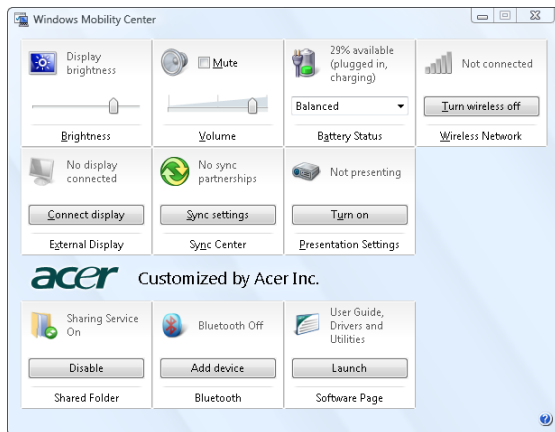 Windows Mobility Center
Display
brightness
Brightness
Mute
Volume
29% available
(plugged in,
charging)
Balanced
Battery Status
Not connected
Turn wireless off
Wireless Network
No display
connected
Connect display
External Display
No sync
partnerships
Sync settings
Sync Center
Not presenting
Turn on
Presentation Settings
acer Customized by Acer Inc.
Sharing Service
On
Disable
Shared Folder
Bluetooth Off
Add device
Bluetooth
User Guide,
Drivers and
Utilities
Launch
Software Page